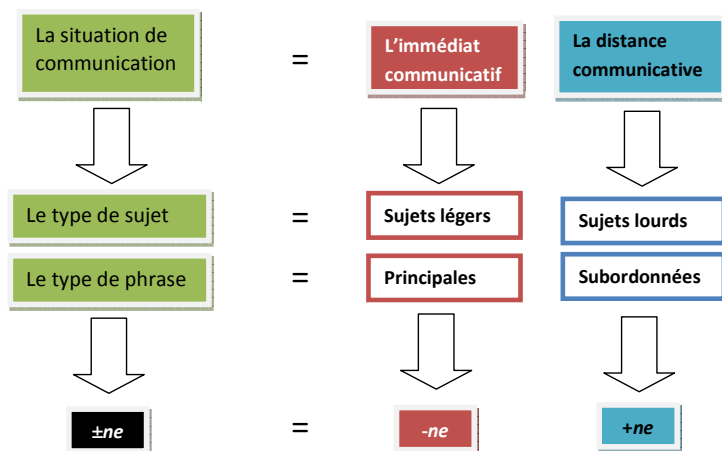 La situation de
communication
=
L'immédiat
communicatif
La distance
communicative
Le type de sujet
=
Sujets légers
Sujets lourds
Le type de phrase
=
Principales
Subordonnées
±ne
=
-ne
+ne